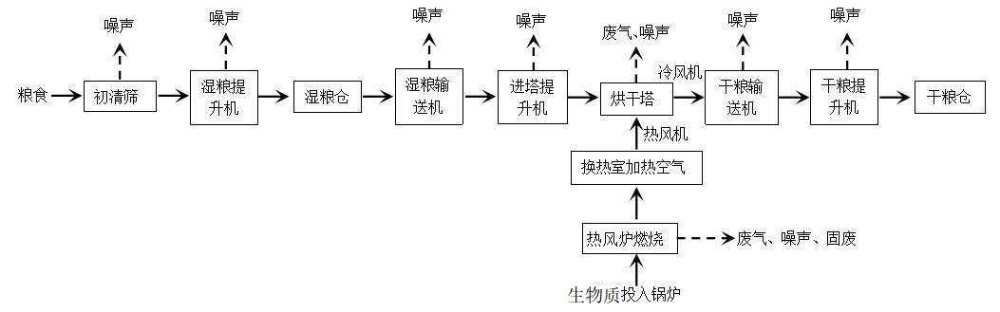 噪声
噪声
噪声
噪声
废气、噪声
噪声
噪声
粮食
初清筛
湿粮提
升机
湿粮仓
湿粮输
送机
进塔提
升机
烘干塔
冷风机
干粮输
送机
干粮提
升机
干粮仓
热风机
换热室加热空气
热风炉燃烧
废气、噪声、固废
生物质投入锅炉